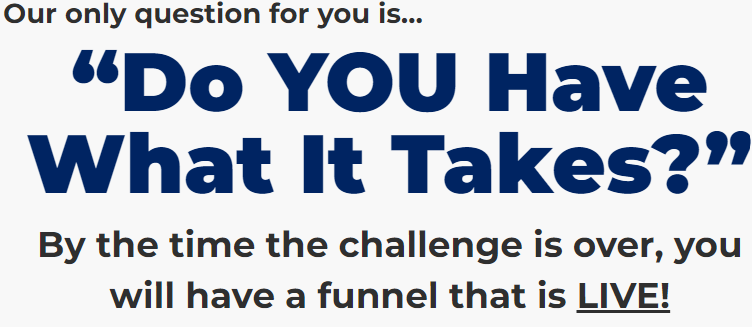 Our only question for you is...
“Do YOU Have
What It Takes?”
By the time the challenge is over, you
will have a funnel that is LIVE!